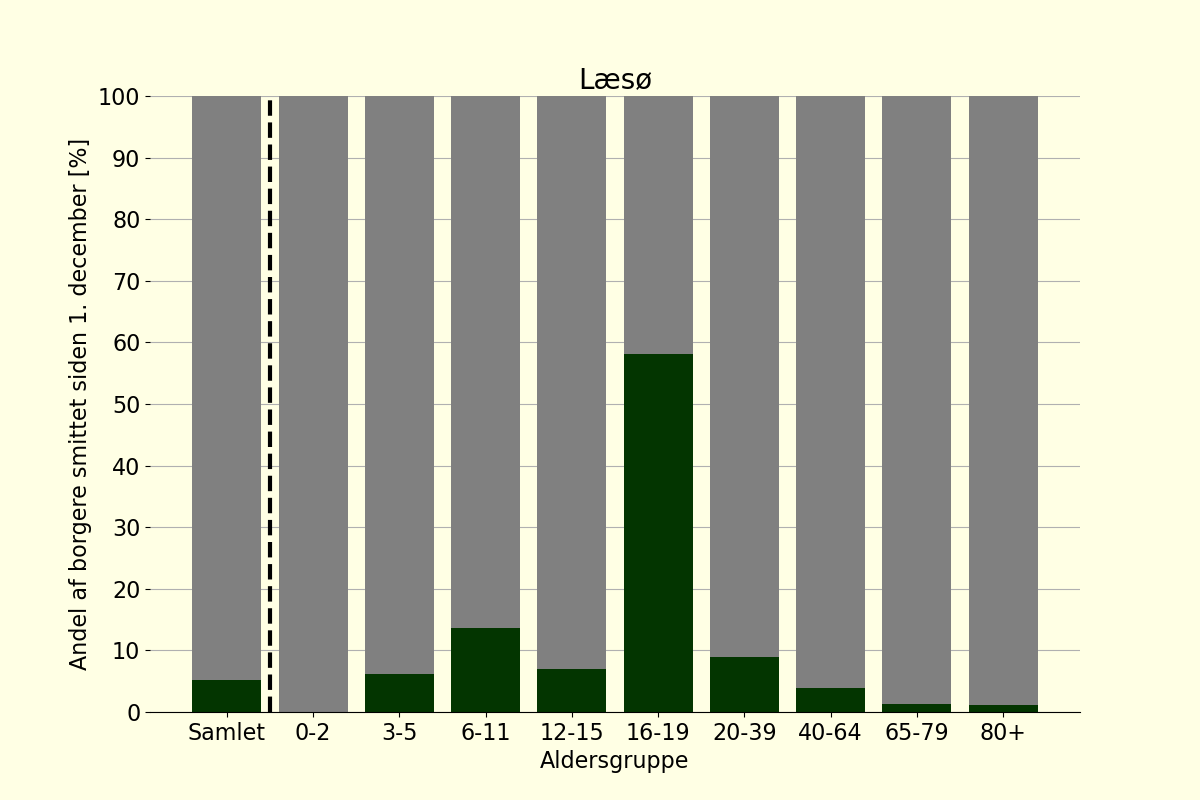 Læsø
Andel af borgere smittet siden 1. december [%]
100
90
80
70
60
50
40
30
20
10
0
Samlet 0-2 3-5 6-11 12-15 16-19 20-39 40-64 65-79 80+
Aldersgruppe